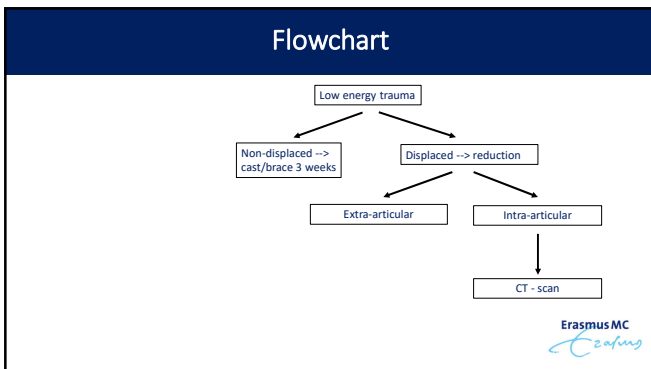 Flowchart
Low energy trauma
Non-displaced -->
cast/brace 3 weeks
Displaced --> reduction
Extra-articular
Intra-articular
CT - scan
Erasmus MC
Erasmus